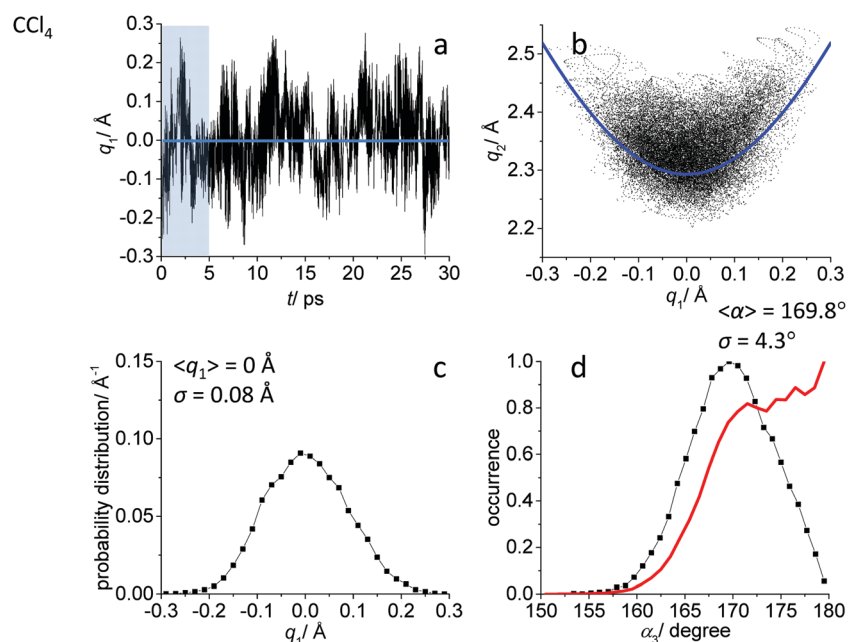 CCl₄
a
q₁/ Å
0.3
0.2
0.1
0.0
-0.1
-0.2
-0.3
0 5 10 15 20 25 30
t/ ps
b
q₂/ Å
2.5
2.4
2.3
2.2
-0.3 -0.2 -0.1 0.0 0.1 0.2 0.3
q₁/ Å
<q₁> = 0 Å
σ = 0.08 Å
c
probability distribution/ Å⁻¹
0.15
0.10
0.05
0.00
-0.3 -0.2 -0.1 0.0 0.1 0.2 0.3
q₁/ Å
<α> = 169.8°
σ = 4.3°
d
occurrence
1.0
0.8
0.6
0.4
0.2
0.0
150 155 160 165 170 175 180
α₃/ degree